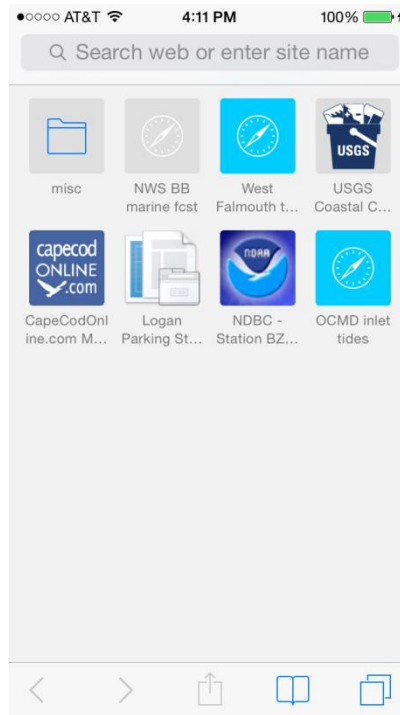 AT&T 4:11 PM 100%
Search web or enter site name
USGS
misc
NWS BB
marine fcst
West
Falmouth t...
USGS
Coastal C...
capecod
ONLINE
.com
NOAA
CapeCodOnl
ine.com M...
Logan
Parking St...
NDBC -
Station BZ...
OCMD inlet
tides